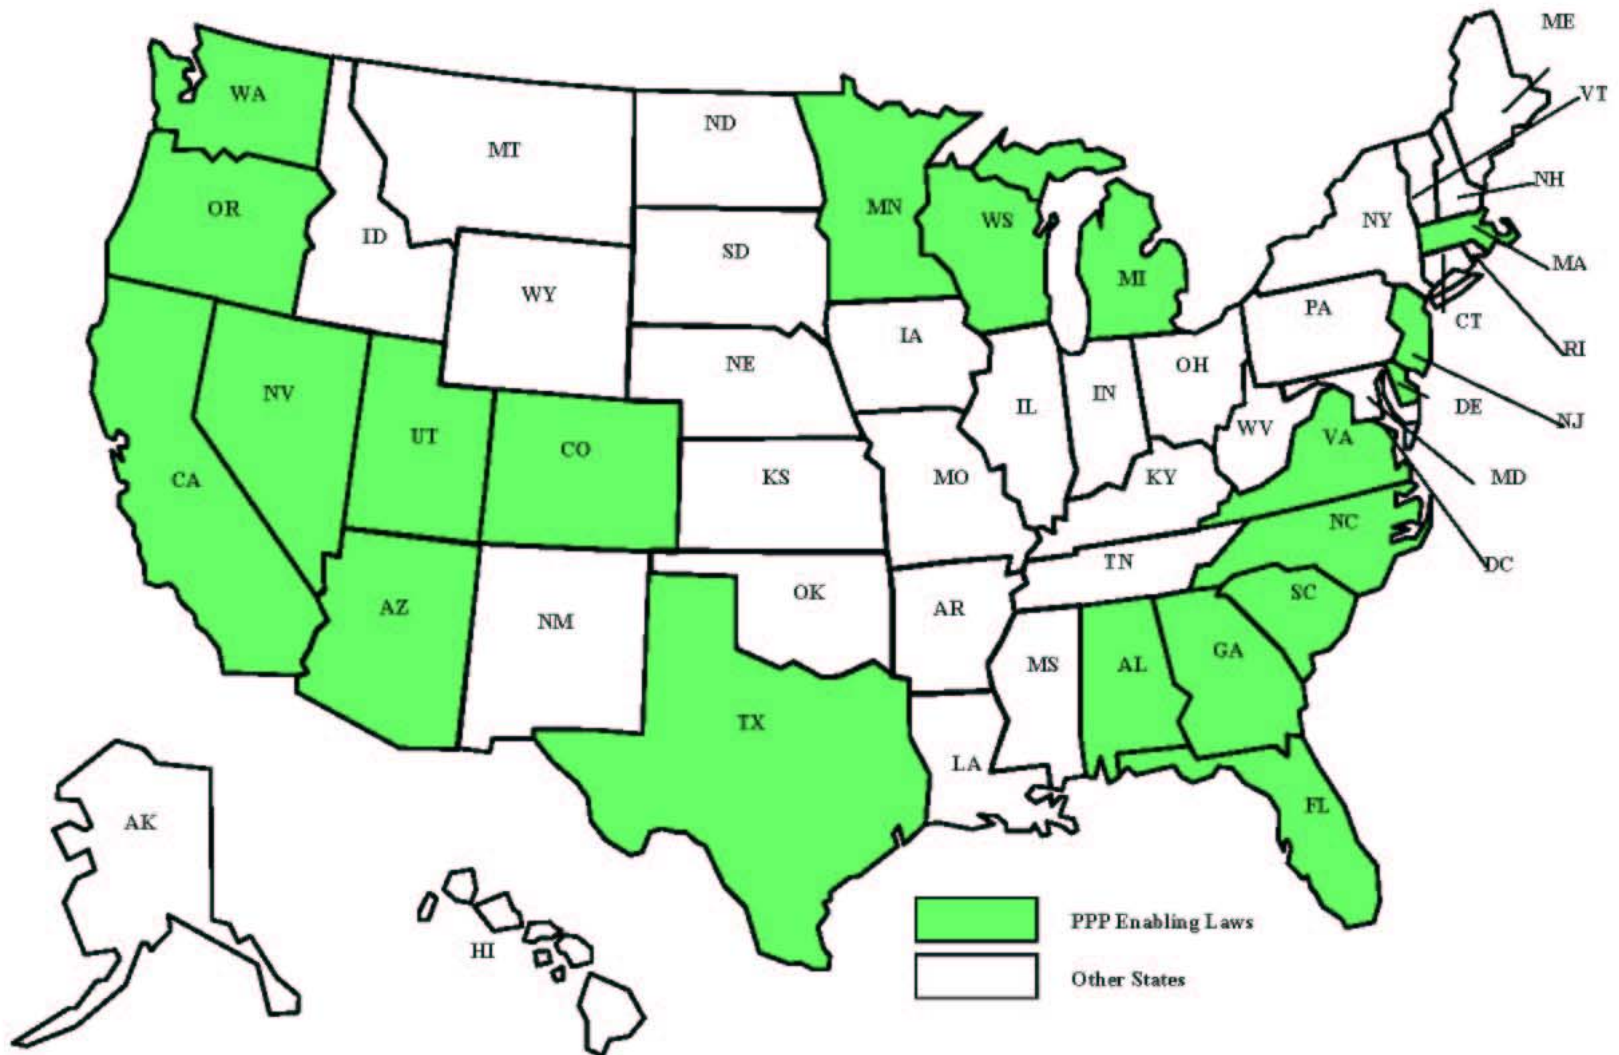 ME
WA
VT
ND
MT
NH
OR
MN
WS
NY
ID
SD
MA
MI
WY
PA
CT
IA
RI
NE
OH
NV
IN
IL
DE
NJ
UT
WV
VA
CO
CA
KS
MO
KY
MD
NC
TN
DC
OK
SC
AZ
AR
NM
GA
MS
AL
TX
LA
FL
AK
HI
PPP Enabling Laws
Other States